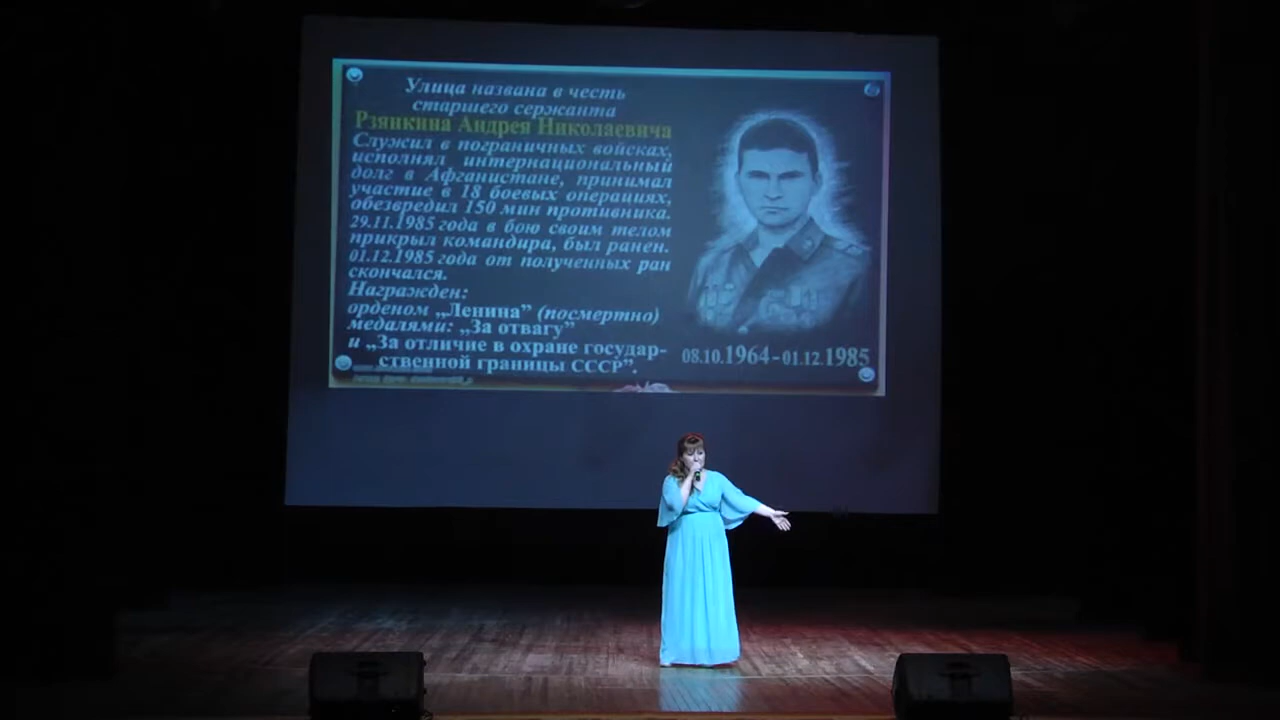 Улица названа в честь
старшего сержанта
Рзянкина Андрея Николаевича
Служил в пограничных войсках,
исполнял интернациональный
долг в Афганистане, принимал
участие в 18 боевых операциях,
обезвредил 150 мин противника.
29.11.1985 года в бою своим телом
прикрыл командира, был ранен.
01.12.1985 года от полученных ран
скончался.
Награжден:
орденом „Ленина” (посмертно)
медалями: „За отвагу”
и „За отличие в охране государ-
ственной границы СССР”.
08.10.1964-01.12.1985